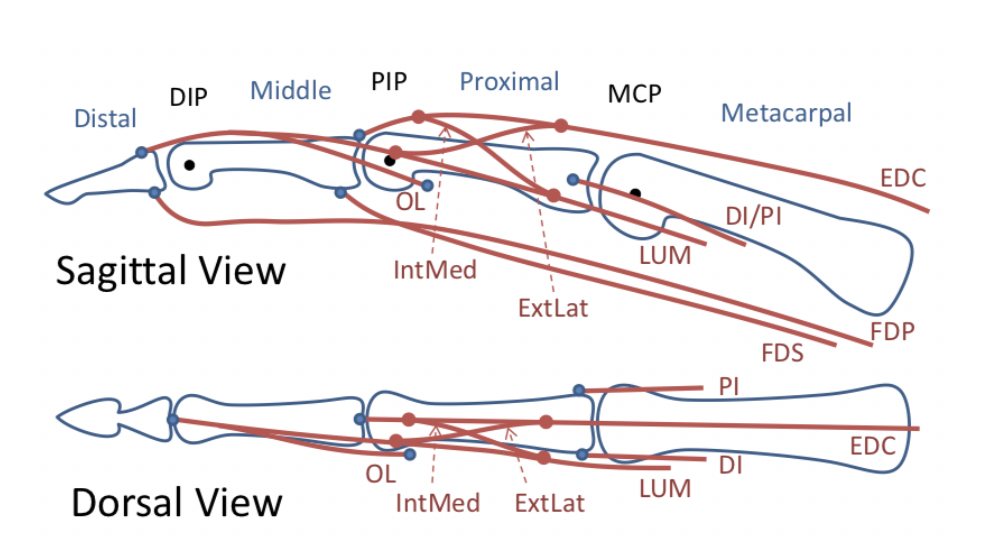 Distal
DIP
Middle
PIP
Proximal
MCP
Metacarpal
EDC
OL
DI/PI
LUM
IntMed
Sagittal View
ExtLat
FDP
FDS
PI
EDC
OL
DI
LUM
IntMed
ExtLat
Dorsal View